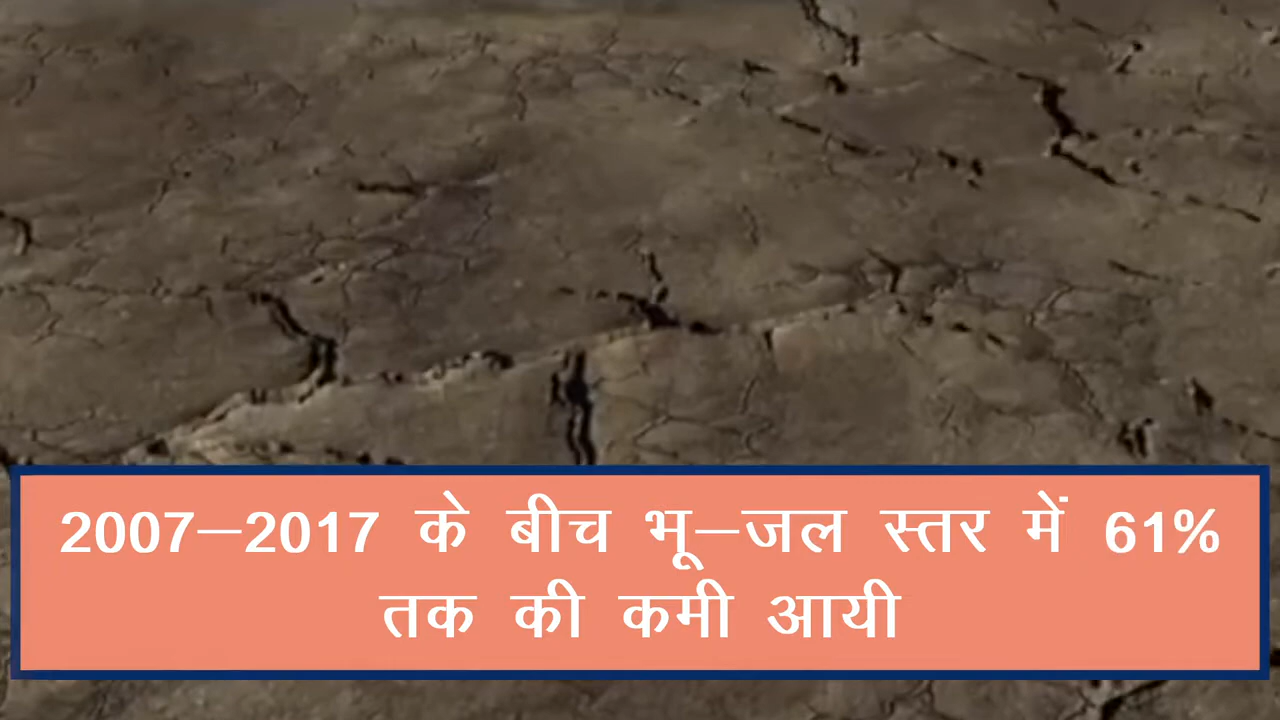 2007–2017 के बीच भू–जल स्तर में 61%
तक की कमी आयी